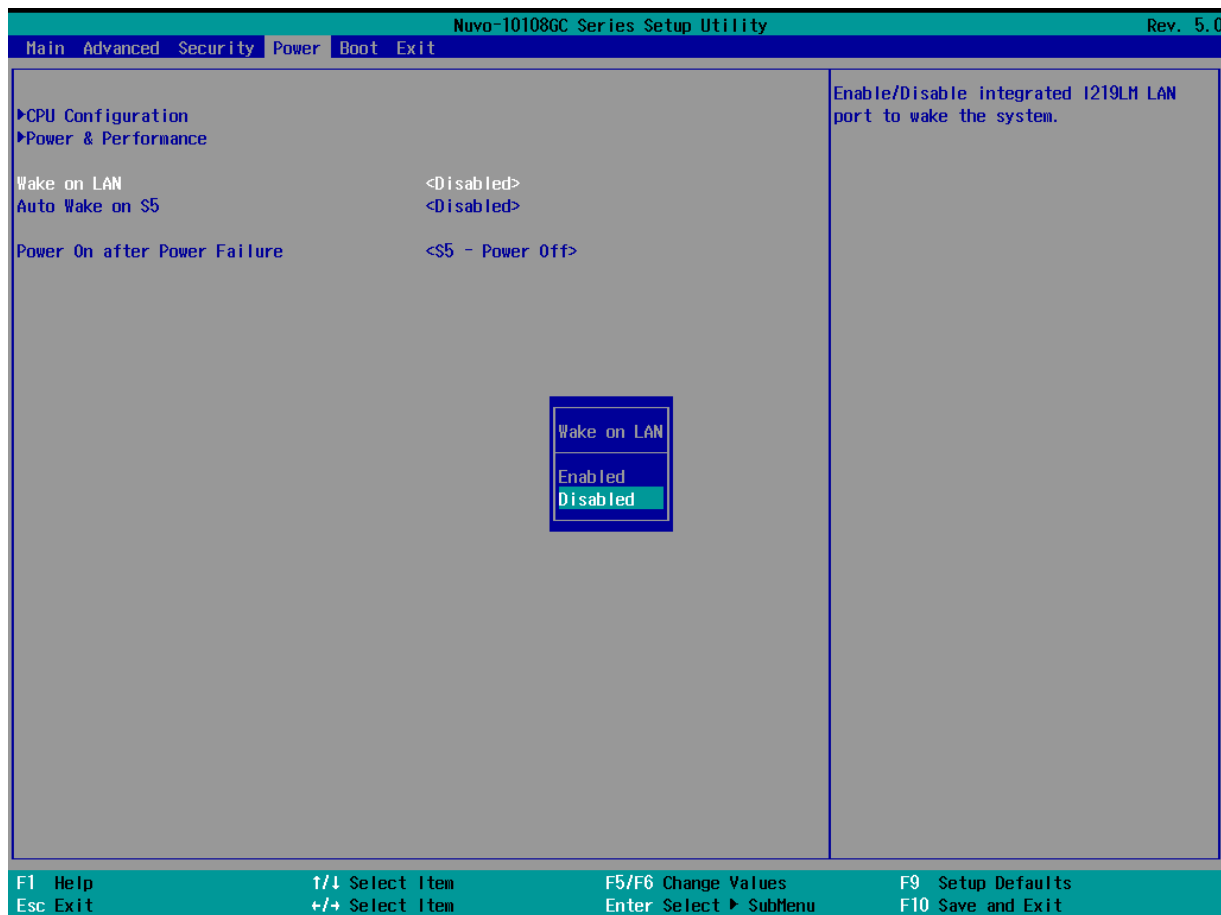 Nuvo-10108GC Series Setup Utility Rev. 5.0
Main Advanced Security Power Boot Exit
▶CPU Configuration
▶Power & Performance
Wake on LAN <Disabled>
Auto Wake on S5 <Disabled>
Power On after Power Failure <S5 - Power Off>
Enable/Disable integrated I219LM LAN
port to wake the system.
Wake on LAN
Enabled
Disabled
F1 Help ↑/↓ Select Item F5/F6 Change Values F9 Setup Defaults
Esc Exit ←/→ Select Item Enter Select ▶ SubMenu F10 Save and Exit